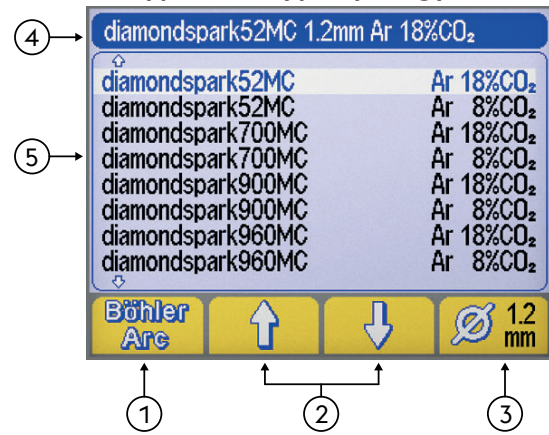 4 diamondspark52MC 1.2mm Ar 18%CO₂
diamondspark52MC Ar 18%CO₂
diamondspark52MC Ar 8%CO₂
diamondspark700MC Ar 18%CO₂
5 diamondspark700MC Ar 8%CO₂
diamondspark900MC Ar 18%CO₂
diamondspark900MC Ar 8%CO₂
diamondspark960MC Ar 18%CO₂
diamondspark960MC Ar 8%CO₂
Böhler 1.2
Arc mm
1 2 3